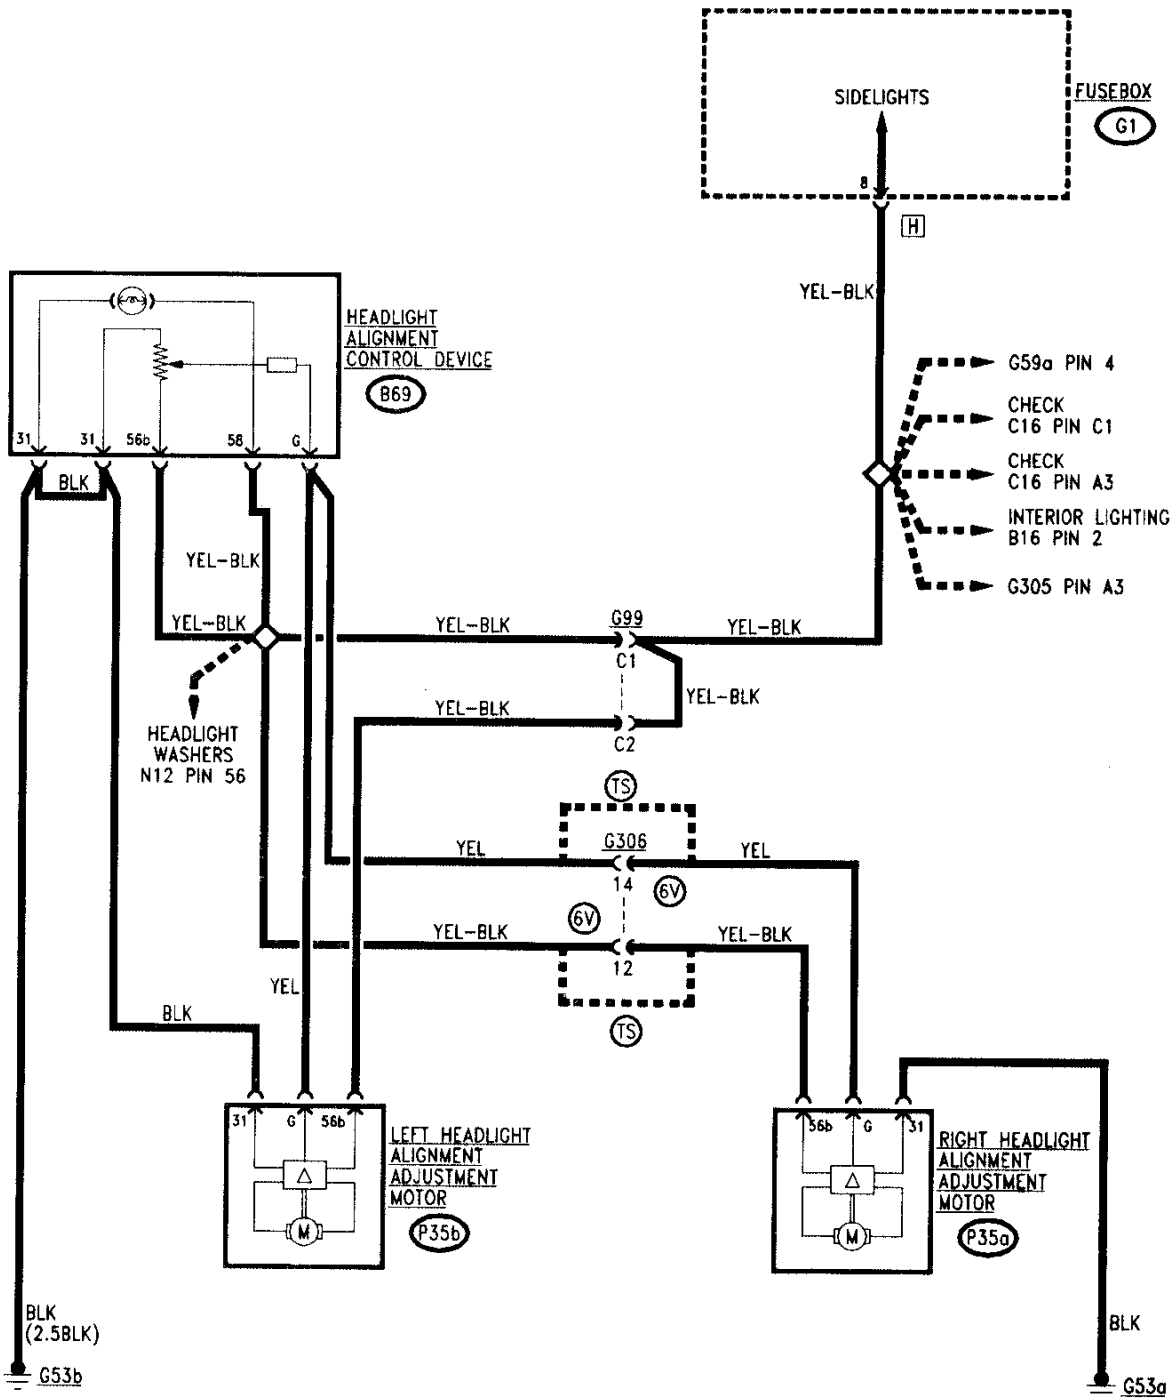 SIDELIGHTS
FUSEBOX
G1
8
H
YEL-BLK
HEADLIGHT
ALIGNMENT
CONTROL DEVICE
B69
31
31
56b
58
G
BLK
G59a PIN 4
CHECK
C16 PIN C1
CHECK
C16 PIN A3
INTERIOR LIGHTING
B16 PIN 2
G305 PIN A3
YEL-BLK
YEL-BLK
YEL-BLK
G99
YEL-BLK
C1
YEL-BLK
YEL-BLK
C2
HEADLIGHT
WASHERS
N12 PIN 56
TS
YEL
G306
YEL
14
6V
6V
YEL-BLK
YEL-BLK
12
YEL
BLK
TS
31
G
56b
LEFT HEADLIGHT
ALIGNMENT
ADJUSTMENT
MOTOR
P35b
M
56b
G
31
RIGHT HEADLIGHT
ALIGNMENT
ADJUSTMENT
MOTOR
P35a
M
BLK
(2.5BLK)
G53b
BLK
G53a